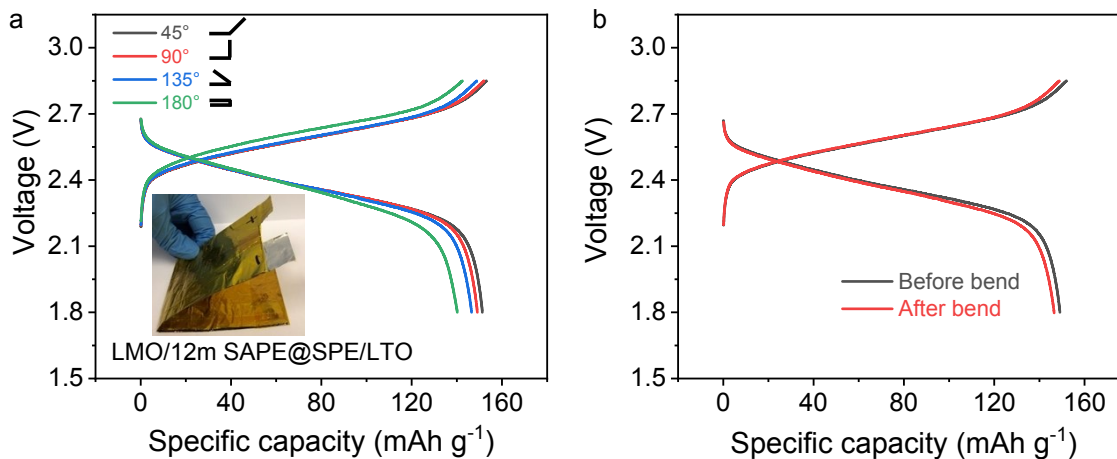 a
45°
90°
135°
180°
3.0
2.7
2.4
2.1
1.8
1.5
Voltage (V)
+
-
LMO/12m SAPE@SPE/LTO
0 40 80 120 160
Specific capacity (mAh g⁻¹)
b
3.0
2.7
2.4
2.1
1.8
1.5
Voltage (V)
Before bend
After bend
0 40 80 120 160
Specific capacity (mAh g⁻¹)